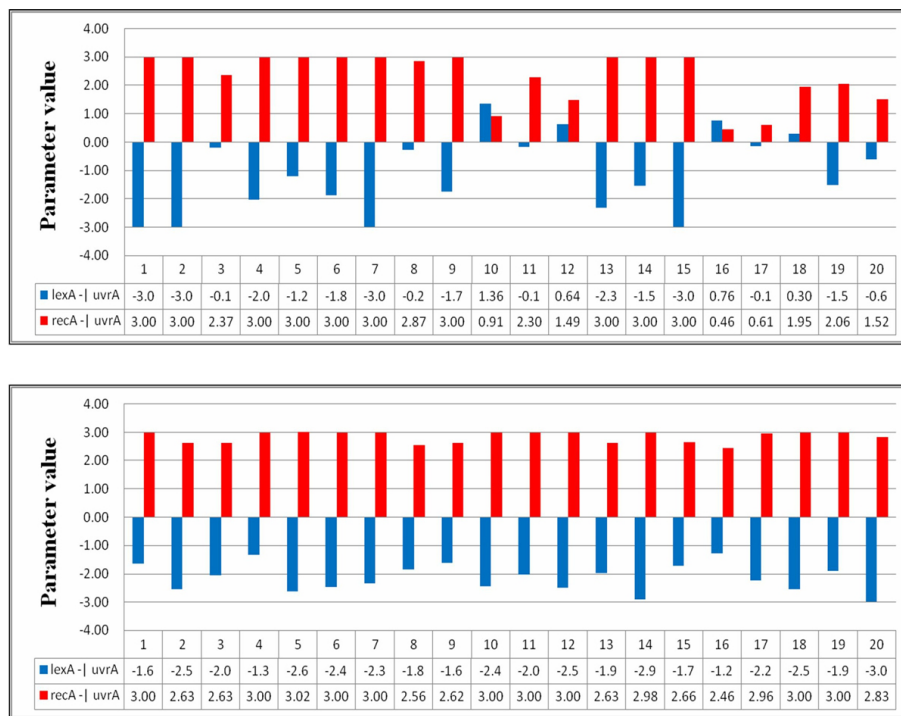 4.00
3.00
2.00
1.00
0.00
-1.00
-2.00
-3.00
-4.00
Parameter value
1 2 3 4 5 6 7 8 9 10 11 12 13 14 15 16 17 18 19 20
lexA -| uvrA -3.0 -3.0 -0.1 -2.0 -1.2 -1.8 -3.0 -0.2 -1.7 1.36 -0.1 0.64 -2.3 -1.5 -3.0 0.76 -0.1 0.30 -1.5 -0.6
recA -| uvrA 3.00 3.00 2.37 3.00 3.00 3.00 3.00 2.87 3.00 0.91 2.30 1.49 3.00 3.00 3.00 0.46 0.61 1.95 2.06 1.52
4.00
3.00
2.00
1.00
0.00
-1.00
-2.00
-3.00
-4.00
Parameter value
1 2 3 4 5 6 7 8 9 10 11 12 13 14 15 16 17 18 19 20
lexA -| uvrA -1.6 -2.5 -2.0 -1.3 -2.6 -2.4 -2.3 -1.8 -1.6 -2.4 -2.0 -2.5 -1.9 -2.9 -1.7 -1.2 -2.2 -2.5 -1.9 -3.0
recA -| uvrA 3.00 2.63 2.63 3.00 3.02 3.00 3.00 2.56 2.62 3.00 3.00 3.00 2.63 2.98 2.66 2.46 2.96 3.00 3.00 2.83